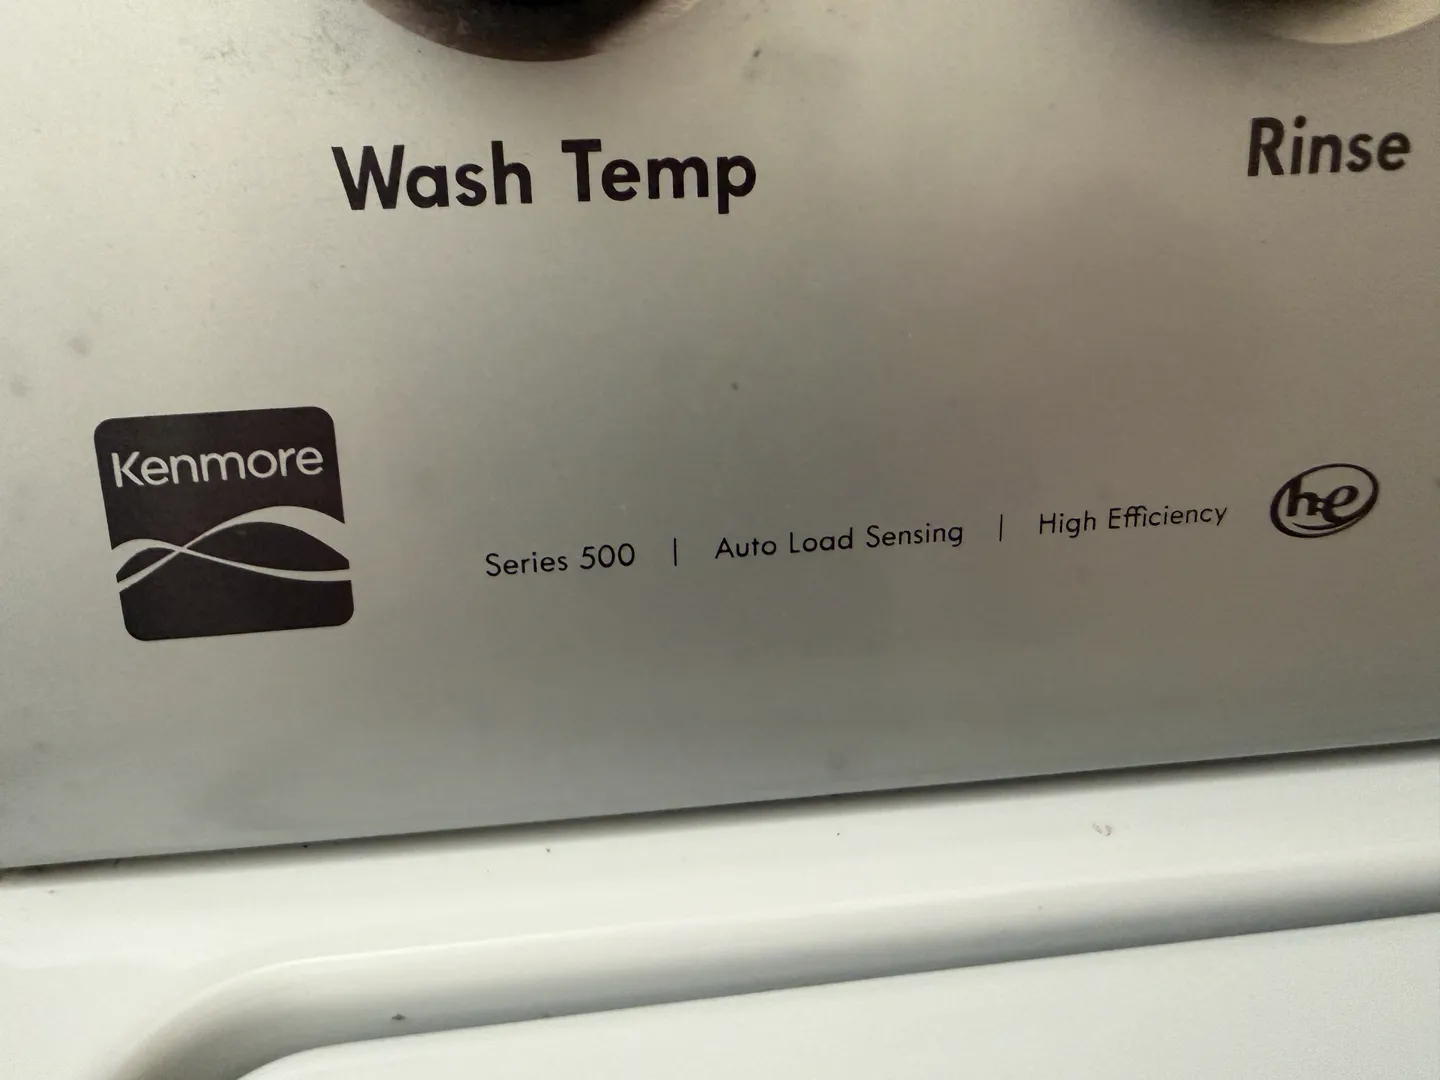 Wash Temp
Rinse
Kenmore
Series 500 | Auto Load Sensing | High Efficiency he